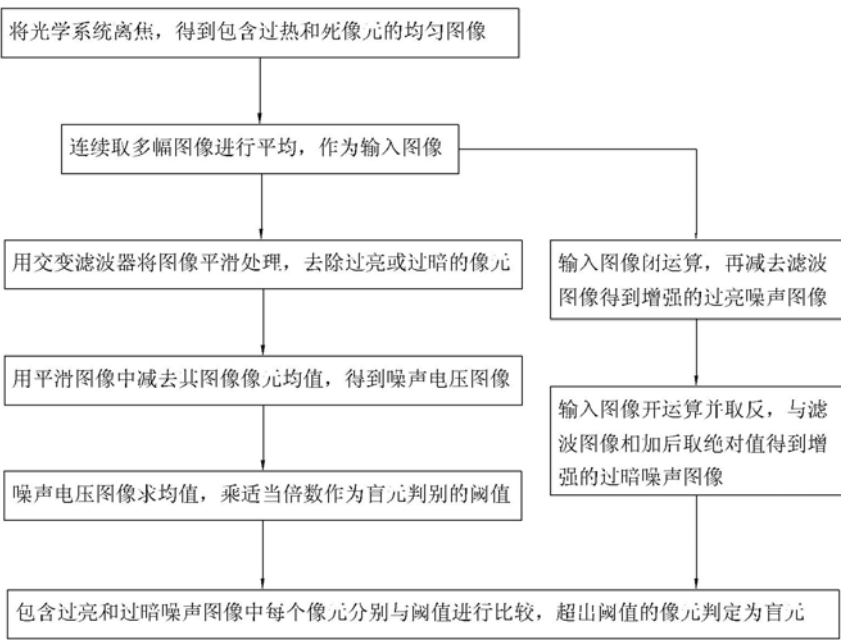 将光学系统离焦，得到包含过热和死像元的均匀图像
连续取多幅图像进行平均，作为输入图像
用交变滤波器将图像平滑处理，去除过亮或过暗的像元
输入图像闭运算，再减去滤波
图像得到增强的过亮噪声图像
用平滑图像中减去其图像像元均值，得到噪声电压图像
输入图像开运算并取反，与滤
波图像相加后取绝对值得到增
强的过暗噪声图像
噪声电压图像求均值，乘适当倍数作为盲元判别的阈值
包含过亮和过暗噪声图像中每个像元分别与阈值进行比较，超出阈值的像元判定为盲元